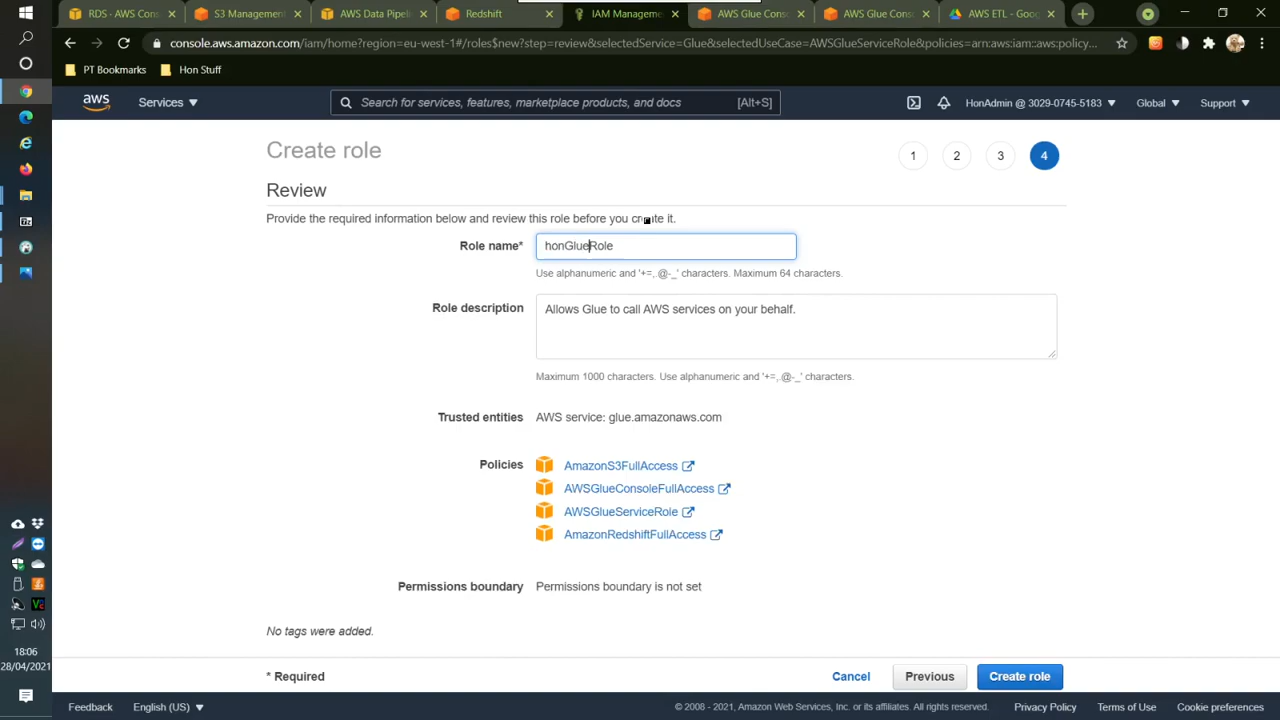 RDS - AWS Cons
S3 Management
AWS Data Pipelin
Redshift
IAM Manageme
AWS Glue Conso
AWS Glue Conso
AWS ETL - Goog
console.aws.amazon.com/iam/home?region=eu-west-1#/roles$new?step=review&selectedService=Glue&selectedUseCase=AWSGlueServiceRole&policies=arn:aws:iam::aws:policy...
PT Bookmarks
Hon Stuff
aws
Services
Search for services, features, marketplace products, and docs
[Alt+S]
HonAdmin @ 3029-0745-5183
Global
Support
Create role
1
2
3
4
Review
Provide the required information below and review this role before you create it.
Role name*
honGlueRole
Use alphanumeric and '+=,.@-_' characters. Maximum 64 characters.
Role description
Allows Glue to call AWS services on your behalf.
Maximum 1000 characters. Use alphanumeric and '+=,.@-_' characters.
Trusted entities
AWS service: glue.amazonaws.com
Policies
AmazonS3FullAccess
AWSGlueConsoleFullAccess
AWSGlueServiceRole
AmazonRedshiftFullAccess
Permissions boundary
Permissions boundary is not set
No tags were added.
18:06
28/04/2021
* Required
Cancel
Previous
Create role
Feedback
English (US)
© 2008 - 2021, Amazon Web Services, Inc. or its affiliates. All rights reserved.
Privacy Policy
Terms of Use
Cookie preferences